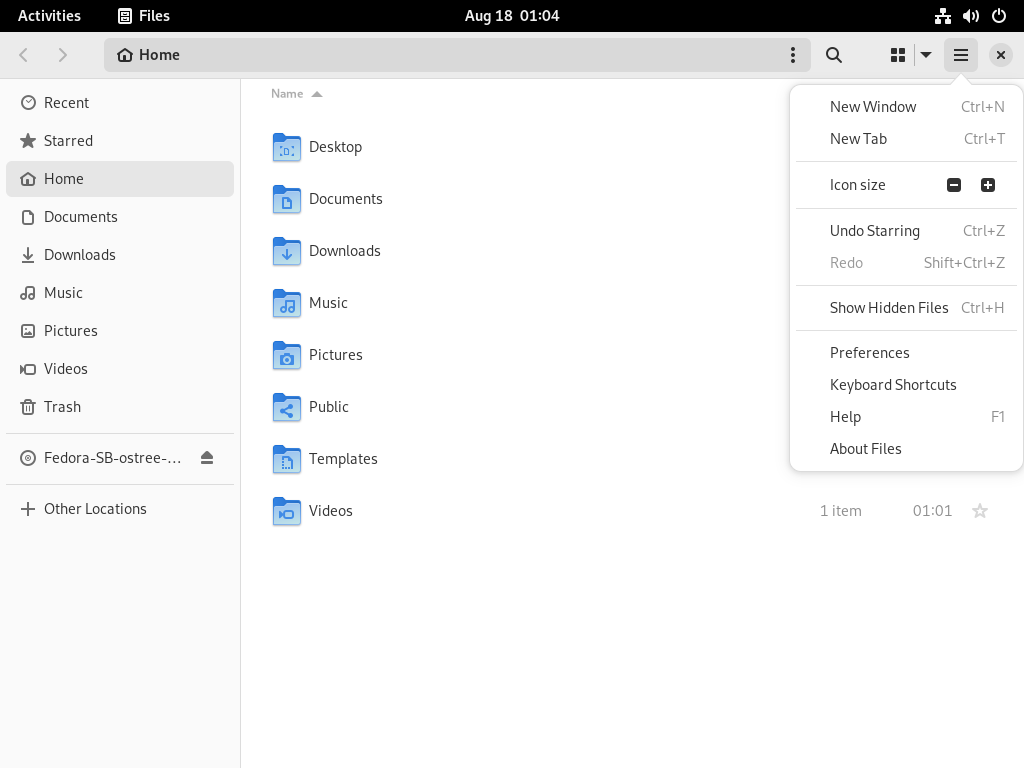 Activities Files Aug 18 01:04
Home
Recent
Starred
Home
Documents
Downloads
Music
Pictures
Videos
Trash
Fedora-SB-ostree-…
Other Locations
Name
Desktop
Documents
Downloads
Music
Pictures
Public
Templates
Videos 1 item 01:01
New Window Ctrl+N
New Tab Ctrl+T
Icon size
Undo Starring Ctrl+Z
Redo Shift+Ctrl+Z
Show Hidden Files Ctrl+H
Preferences
Keyboard Shortcuts
Help F1
About Files